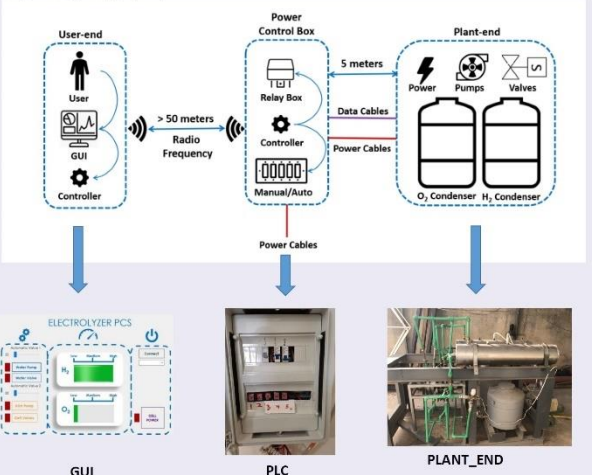 User-end
Power
Control Box
Plant-end
User
GUI
Controller
> 50 meters
Radio
Frequency
Relay Box
Controller
Manual/Auto
Power Cables
5 meters
Data Cables
Power Cables
Power
Pumps
Valves
S
O₂ Condenser
H₂ Condenser
ELECTROLYZER PCS
H₂
O₂
Connect
GUI
PLC
PLANT_END